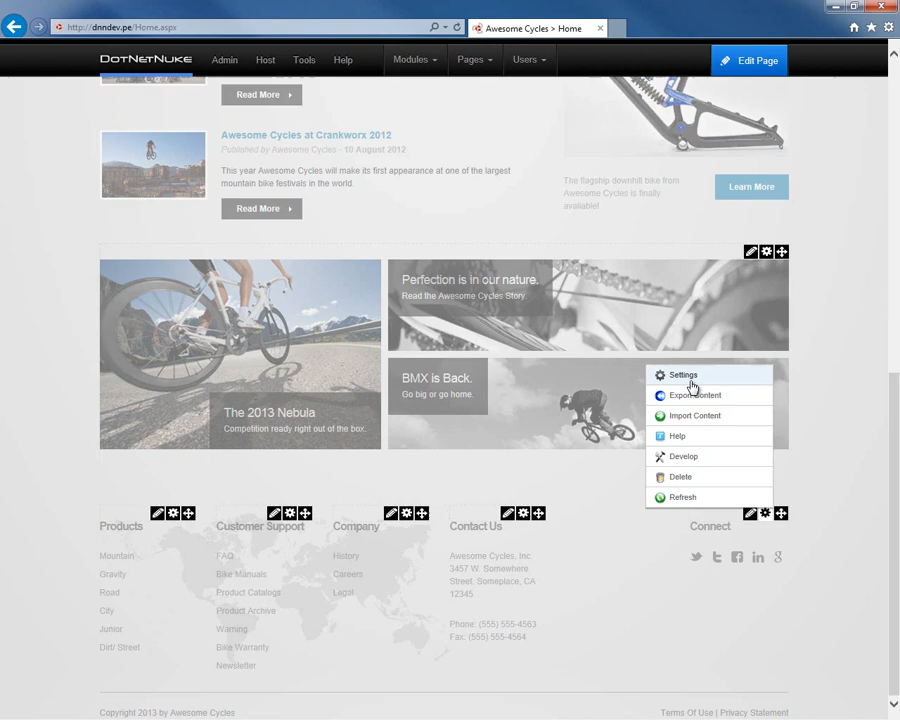 http://dnndev.pe/Home.aspx
Awesome Cycles > Home
DOTNETNUKE
Admin
Host
Tools
Help
Modules
Pages
Users
Edit Page
Read More
Awesome Cycles at Crankworx 2012
Published by Awesome Cycles - 10 August 2012
This year Awesome Cycles will make its first appearance at one of the largest
mountain bike festivals in the world.
Read More
The flagship downhill bike from
Awesome Cycles is finally
available!
Learn More
The 2013 Nebula
Competition ready right out of the box.
Perfection is in our nature.
Read the Awesome Cycles Story.
BMX is Back.
Go big or go home.
Settings
Export Content
Import Content
Help
Develop
Delete
Refresh
Products
Mountain
Gravity
Road
City
Junior
Dirt/ Street
Customer Support
FAQ
Bike Manuals
Product Catalogs
Product Archive
Warning
Bike Warranty
Newsletter
Company
History
Careers
Legal
Contact Us
Awesome Cycles, Inc.
3457 W. Somewhere
Street. Someplace, CA
12345
Phone: (555) 555-4563
Fax: (555) 555-4564
Connect
Copyright 2013 by Awesome Cycles
Terms Of Use | Privacy Statement